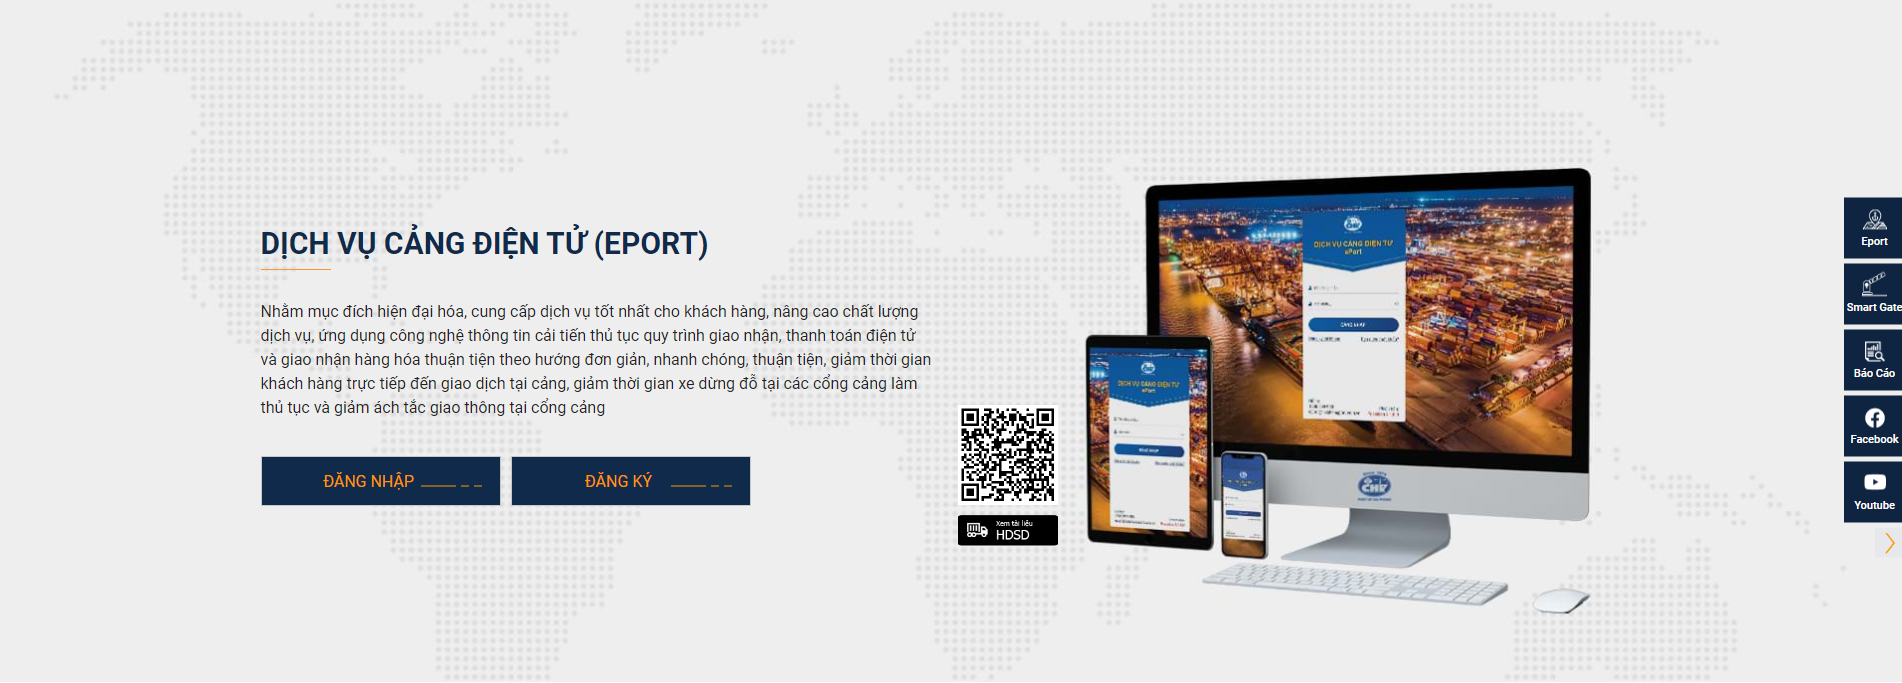 DỊCH VỤ CẢNG ĐIỆN TỬ (EPORT)
Nhằm mục đích hiện đại hóa, cung cấp dịch vụ tốt nhất cho khách hàng, nâng cao chất lượng
dịch vụ, ứng dụng công nghệ thông tin cải tiến thủ tục quy trình giao nhận, thanh toán điện tử
và giao nhận hàng hóa thuận tiện theo hướng đơn giản, nhanh chóng, thuận tiện, giảm thời gian
khách hàng trực tiếp đến giao dịch tại cảng, giảm thời gian xe dừng đỗ tại các cổng cảng làm
thủ tục và giảm ách tắc giao thông tại cổng cảng
ĐĂNG NHẬP
ĐĂNG KÝ
Xem tài liệu
HDSD
DỊCH VỤ CẢNG ĐIỆN TỬ
ePort
ĐĂNG NHẬP
DỊCH VỤ CẢNG ĐIỆN TỬ
ePort
ĐĂNG NHẬP
CHP
Eport
Smart Gate
Báo Cáo
Facebook
Youtube